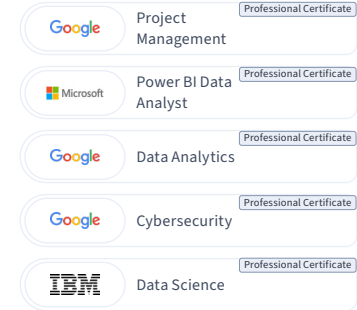 Professional Certificate
Google
Project
Management
Professional Certificate
Microsoft
Power BI Data
Analyst
Professional Certificate
Google
Data Analytics
Professional Certificate
Google
Cybersecurity
Professional Certificate
IBM
Data Science